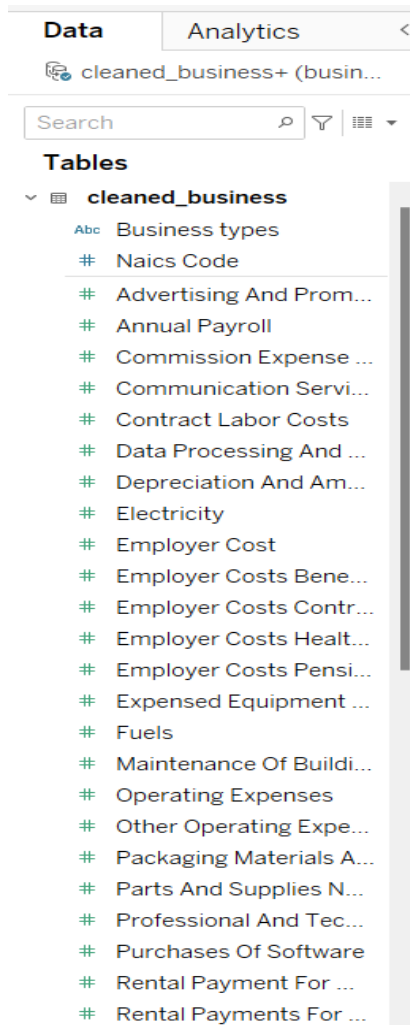 Data Analytics
cleaned_business+ (busin...
Search
Tables
cleaned_business
Abc Business types
# Naics Code
# Advertising And Prom...
# Annual Payroll
# Commission Expense ...
# Communication Servi...
# Contract Labor Costs
# Data Processing And ...
# Depreciation And Am...
# Electricity
# Employer Cost
# Employer Costs Bene...
# Employer Costs Contr...
# Employer Costs Healt...
# Employer Costs Pensi...
# Expensed Equipment ...
# Fuels
# Maintenance Of Buildi...
# Operating Expenses
# Other Operating Expe...
# Packaging Materials A...
# Parts And Supplies N...
# Professional And Tec...
# Purchases Of Software
# Rental Payment For ...
# Rental Payments For ...